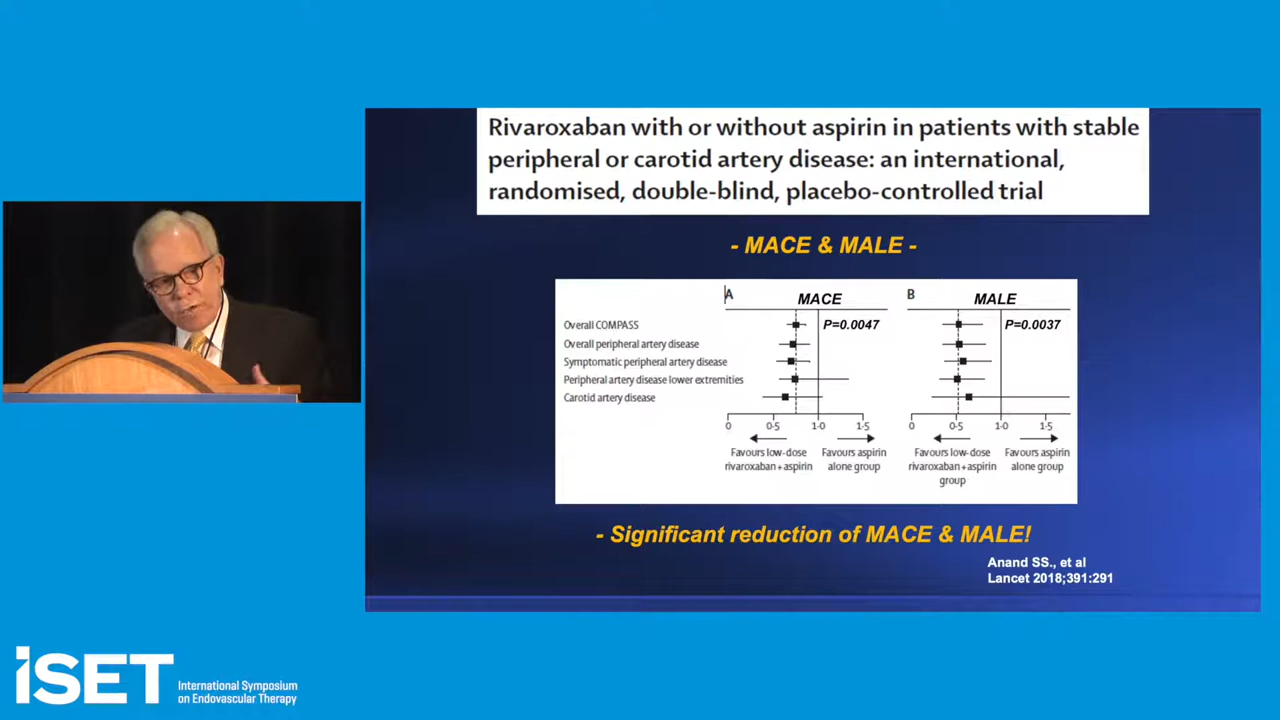 Rivaroxaban with or without aspirin in patients with stable
peripheral or carotid artery disease: an international,
randomised, double-blind, placebo-controlled trial
- MACE & MALE -
A
MACE
B
MALE
Overall COMPASS
P=0.0047
P=0.0037
Overall peripheral artery disease
Symptomatic peripheral artery disease
Peripheral artery disease lower extremities
Carotid artery disease
0 0·5 1·0 1·5
0 0·5 1·0 1·5
Favours low-dose
rivaroxaban + aspirin
Favours aspirin
alone group
Favours low-dose
rivaroxaban + aspirin
group
Favours aspirin
alone group
- Significant reduction of MACE & MALE!
Anand SS., et al
Lancet 2018;391:291
iSET
International Symposium
on Endovascular Therapy